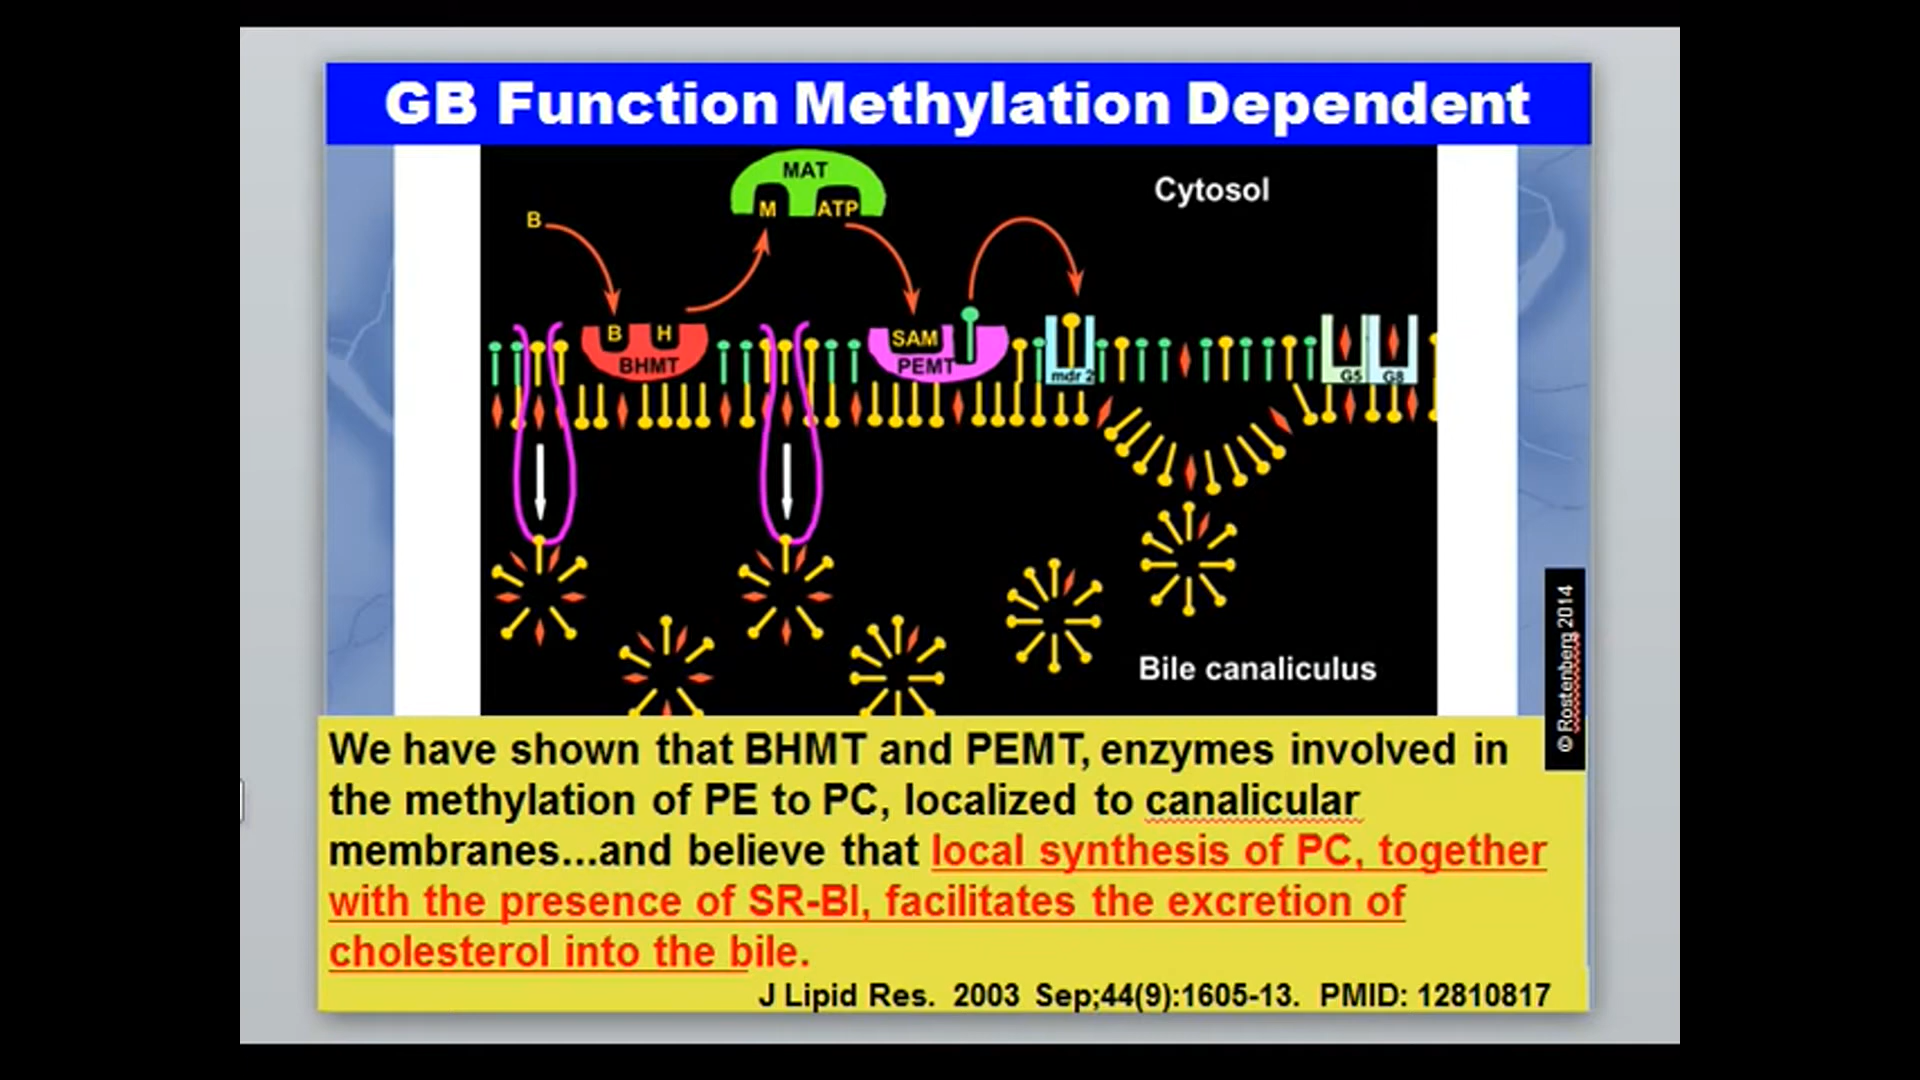 GB Function Methylation Dependent
MAT
M ATP
Cytosol
B
B H
BHMT
SAM
PEMT
mdr 2
G5 G8
Bile canaliculus
© Rostenberg 2014
We have shown that BHMT and PEMT, enzymes involved in
the methylation of PE to PC, localized to canalicular
membranes...and believe that local synthesis of PC, together
with the presence of SR-BI, facilitates the excretion of
cholesterol into the bile.
J Lipid Res. 2003 Sep;44(9):1605-13. PMID: 12810817